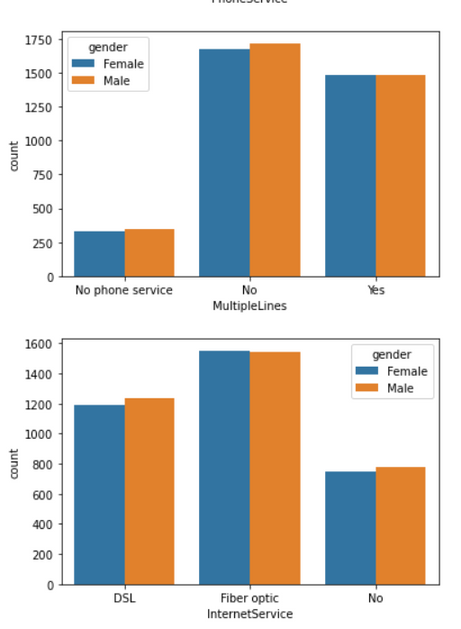 PhoneService
1750
1500
1250
1000
750
500
250
0
count
gender
Female
Male
No phone service No Yes
MultipleLines
1600
1400
1200
1000
800
600
400
200
0
count
gender
Female
Male
DSL Fiber optic No
InternetService